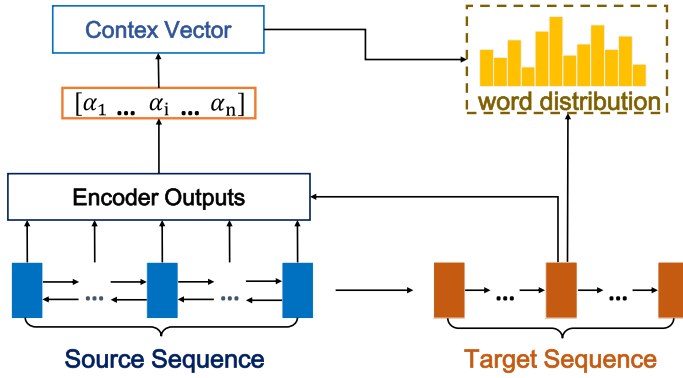 Contex Vector
[α₁ ... αᵢ ... αₙ]
word distribution
Encoder Outputs
... ... ... ...
Source Sequence
Target Sequence